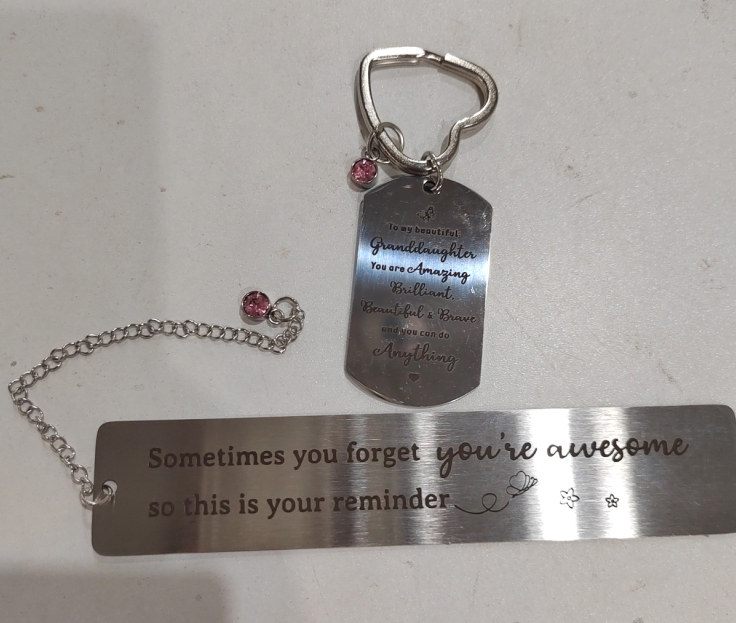 To my beautiful,
Granddaughter
You are Amazing
Brilliant,
Beautiful & Brave
and you can do
Anything
Sometimes you forget you're awesome
so this is your reminder